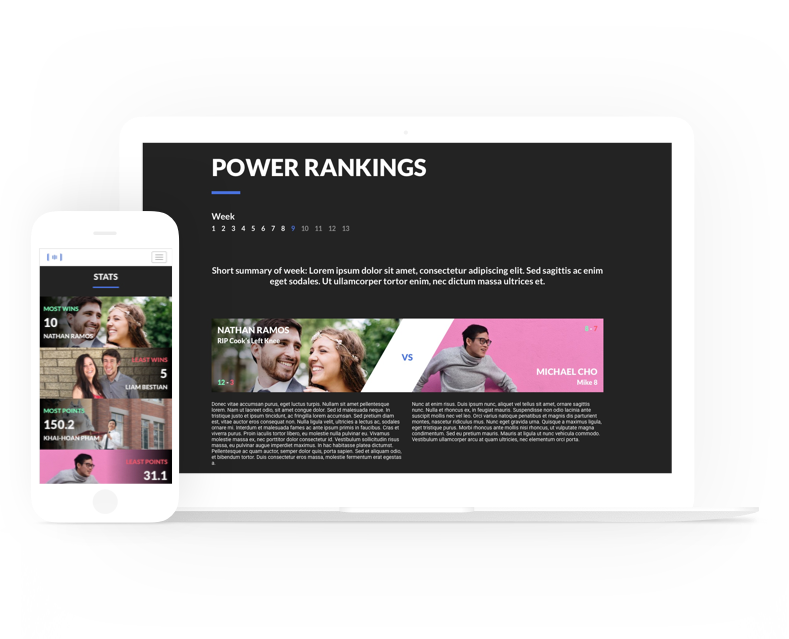 POWER RANKINGS
Week
1 2 3 4 5 6 7 8 9 10 11 12 13
Short summary of week: Lorem ipsum dolor sit amet, consectetur adipiscing elit. Sed sagittis ac enim
eget sodales. Ut ullamcorper tortor enim, nec dictum massa ultrices et.
NATHAN RAMOS
RIP Cook's Left Knee
12 - 3
VS
8 - 7
MICHAEL CHO
Mike 8
Donec vitae accumsan purus, eget luctus turpis. Nullam sit amet pellentesque
lorem. Nam ut laoreet odio, sit amet congue dolor. Sed id malesuada neque. In
tristique justo et ipsum tincidunt, ac fringilla lorem accumsan. Sed pretium diam
est, vitae auctor eros consequat non. Nulla ligula velit, ultricies a lectus ac, sodales
ornare mi. Interdum et malesuada fames ac ante ipsum primis in faucibus. Cras et
viverra purus. Proin iaculis tortor libero, eu molestie nulla pulvinar eu. Vivamus
molestie massa ex, nec porttitor dolor consectetur id. Vestibulum sollicitudin risus
massa, eu pulvinar augue imperdiet maximus. In hac habitasse platea dictumst.
Pellentesque ac quam auctor, semper dolor quis, porta sapien. Sed et aliquam odio,
et bibendum tortor. Duis consectetur eros massa, molestie fermentum erat egestas
a.
Nunc at enim risus. Duis ipsum nunc, aliquet vel tellus sit amet, ornare sagittis
nunc. Nulla et rhoncus ex, in feugiat mauris. Suspendisse non odio lacinia ante
suscipit mollis nec vel leo. Orci varius natoque penatibus et magnis dis parturient
montes, nascetur ridiculus mus. Nunc eget gravida urna. Quisque a maximus ligula,
eget tristique purus. Morbi rhoncus ante mollis nisi rhoncus, ut vulputate magna
condimentum. Sed eu pretium mauris. Mauris at ligula ut nunc vehicula commodo.
Vestibulum ullamcorper arcu at quam ultricies, nec elementum orci porta.
STATS
MOST WINS
10
NATHAN RAMOS
LEAST WINS
5
LIAM BESTIAN
MOST POINTS
150.2
KHAI-HOAN PHAM
LEAST POINTS
31.1